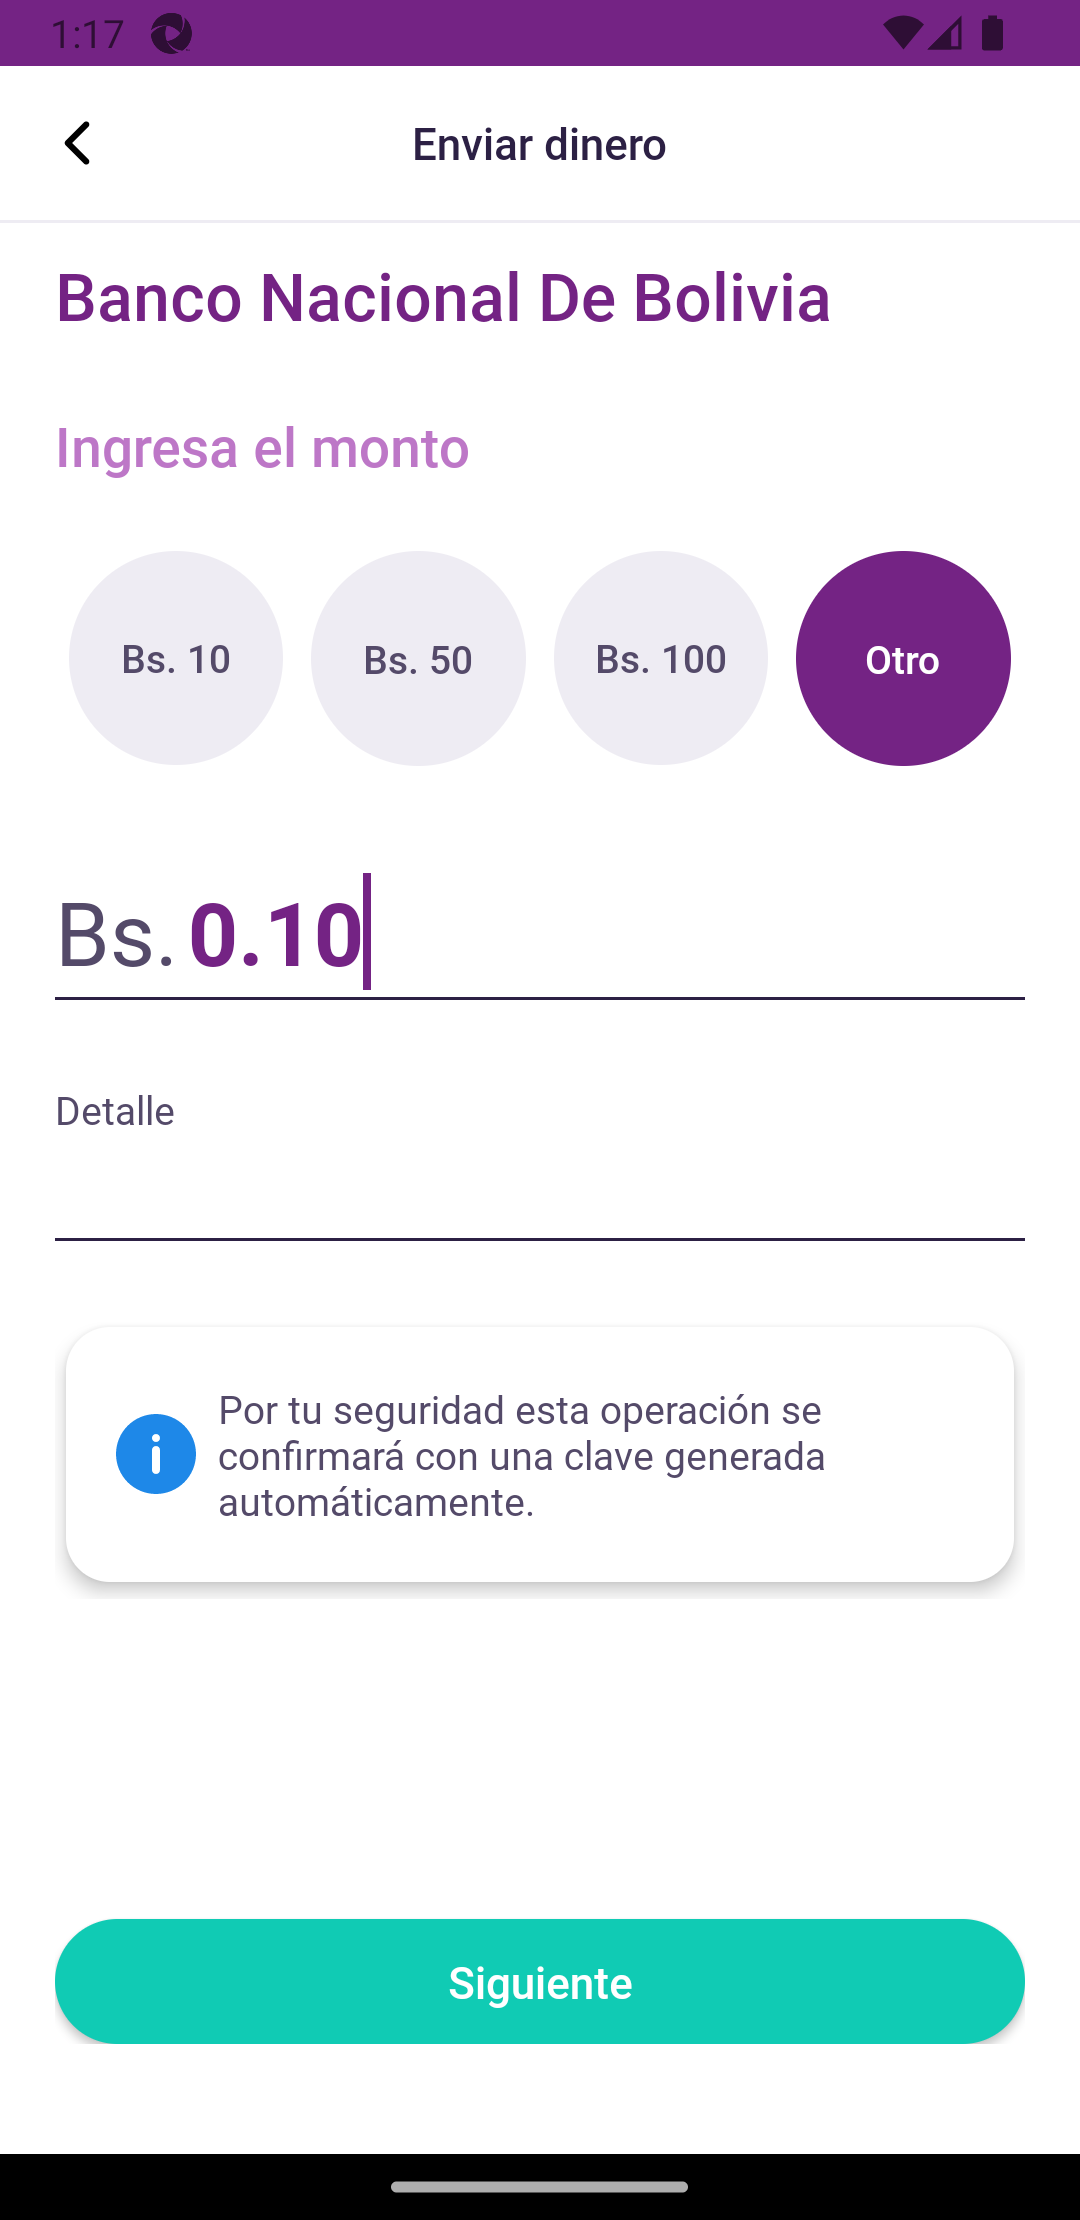 1:17
Enviar dinero
Banco Nacional De Bolivia
Ingresa el monto
Bs. 10
Bs. 50
Bs. 100
Otro
Bs. 0.10
Detalle
Por tu seguridad esta operación se
confirmará con una clave generada
automáticamente.
Siguiente